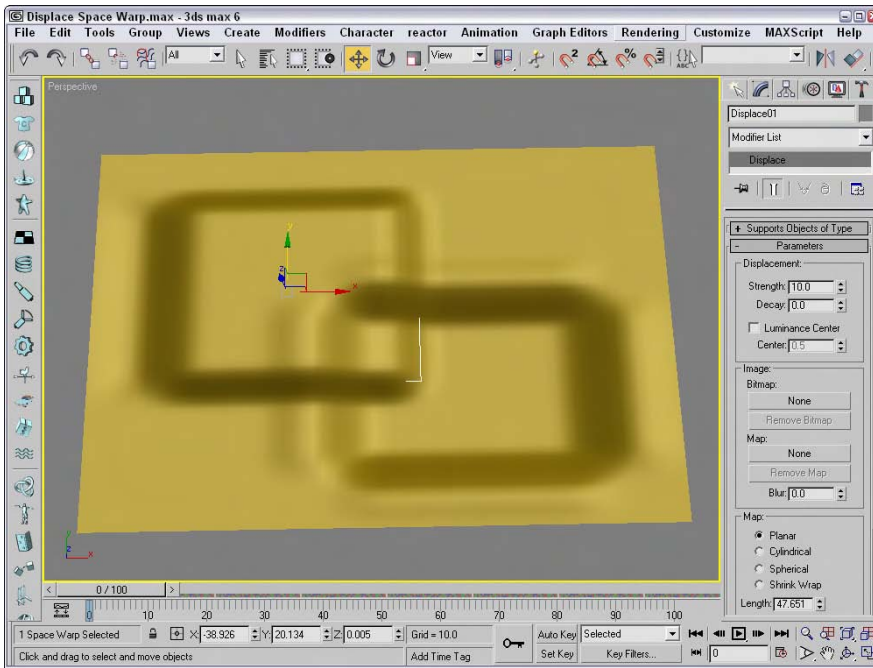 Displace Space Warp.max - 3ds max 6
File Edit Tools Group Views Create Modifiers Character reactor Animation Graph Editors Rendering Customize MAXScript Help
All View
Perspective
Displace01
Modifier List
Displace
+ Supports Objects of Type
- Parameters
Displacement:
Strength: 10.0
Decay: 0.0
Luminance Center
Center: 0.5
Image:
Bitmap:
None
Remove Bitmap
Map:
None
Remove Map
Blur: 0.0
Map:
Planar
Cylindrical
Spherical
Shrink Wrap
Length: 47.651
y
x
z
y
z x
< 0 / 100 >
0 10 20 30 40 50 60 70 80 90 100
1 Space Warp Selected X: -38.926 Y: 20.134 Z: 0.005 Grid = 10.0 Auto Key Selected
Click and drag to select and move objects Add Time Tag Set Key Key Filters... 0